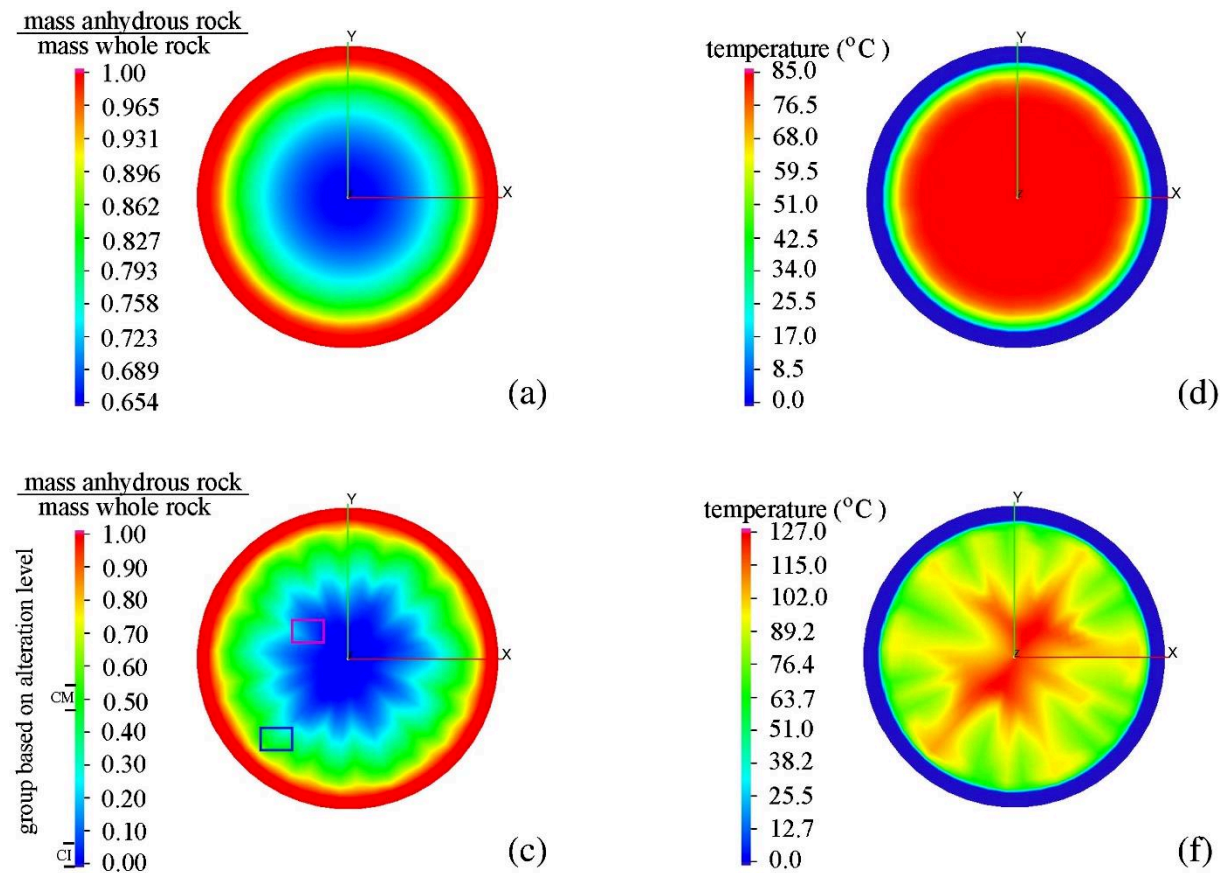 mass anhydrous rock
mass whole rock
1.00
0.965
0.931
0.896
0.862
0.827
0.793
0.758
0.723
0.689
0.654
Y
X
z
(a)
temperature (°C )
85.0
76.5
68.0
59.5
51.0
42.5
34.0
25.5
17.0
8.5
0.0
Y
X
z
(d)
mass anhydrous rock
mass whole rock
group based on alteration level
1.00
0.90
0.80
0.70
0.60
0.50
0.40
0.30
0.20
0.10
0.00
CM
CI
Y
X
z
(c)
temperature (°C )
127.0
115.0
102.0
89.2
76.4
63.7
51.0
38.2
25.5
12.7
0.0
Y
X
z
(f)